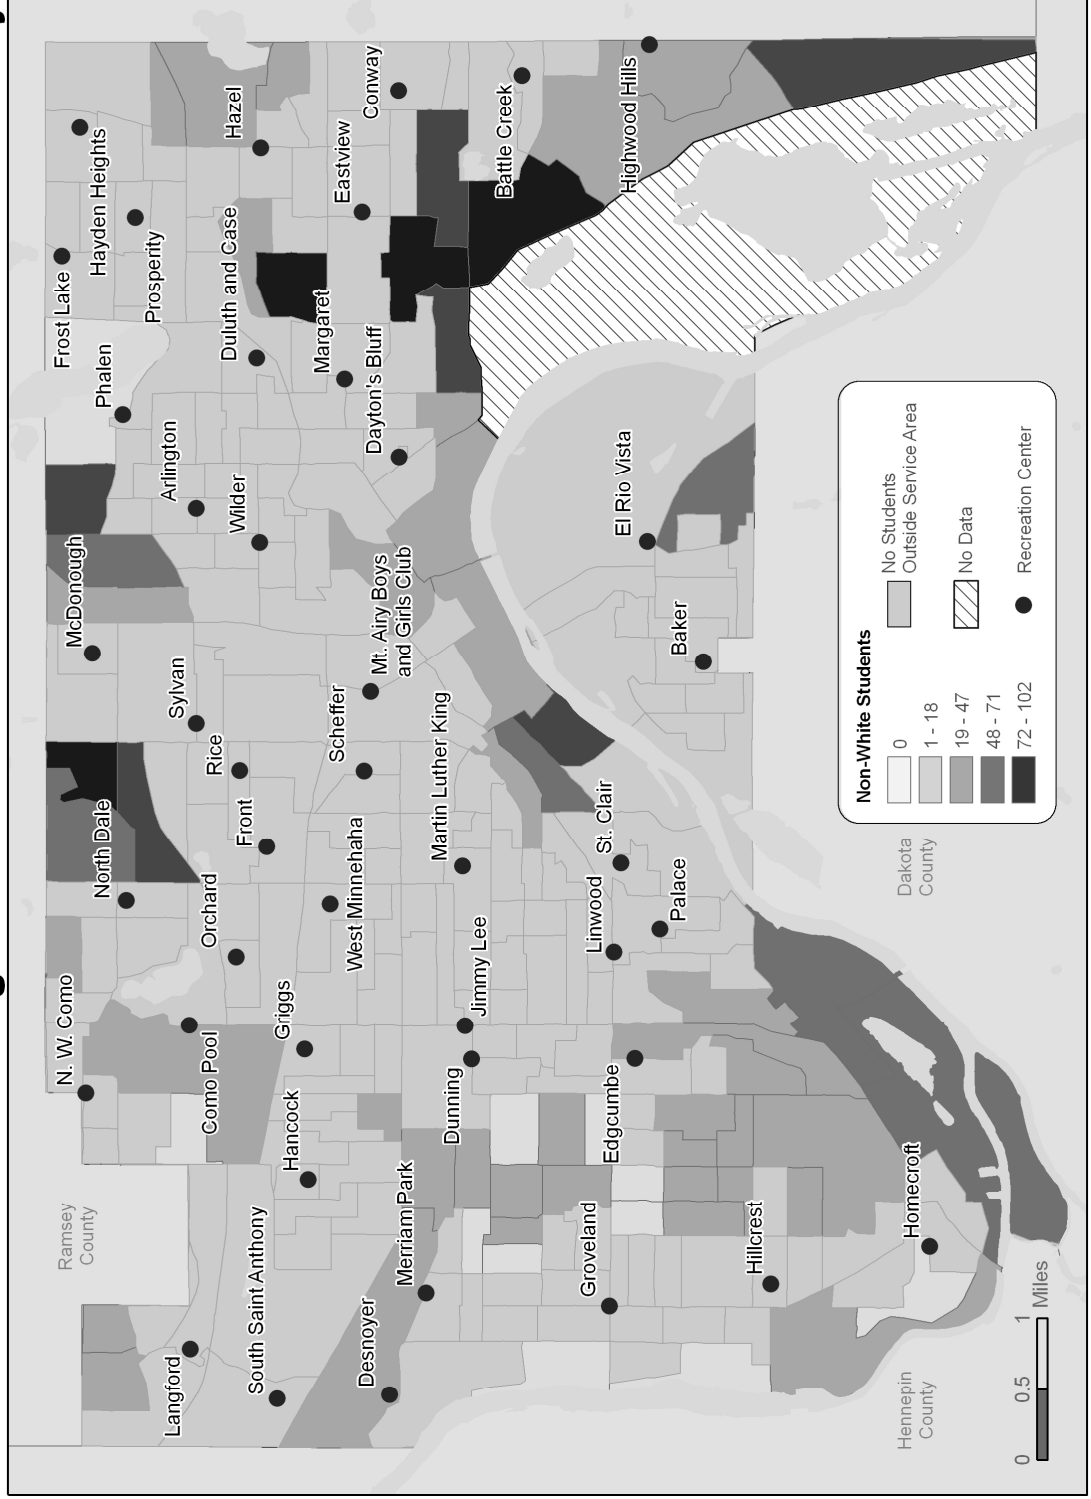 Frost Lake
Hayden Heights
Prosperity
Phalen
Hazel
Duluth and Case
Conway
Eastview
Battle Creek
Highwood Hills
Margaret
Dayton's Bluff
Arlington
Wilder
McDonough
Mt. Airy Boys
and Girls Club
El Rio Vista
Baker
Sylvan
Rice
Scheffer
Front
North Dale
Martin Luther King
West Minnehaha
St. Clair
Orchard
Linwood
Palace
N. W. Como
Como Pool
Griggs
Jimmy Lee
Dunning
Hancock
Edgcumbe
Merriam Park
Ramsey
County
Langford
South Saint Anthony
Desnoyer
Groveland
Hillcrest
Homecroft
Dakota
County
Hennepin
County
Non-White Students
0
1 - 18
19 - 47
48 - 71
72 - 102
No Students
Outside Service Area
No Data
Recreation Center
0
0.5
1
Miles